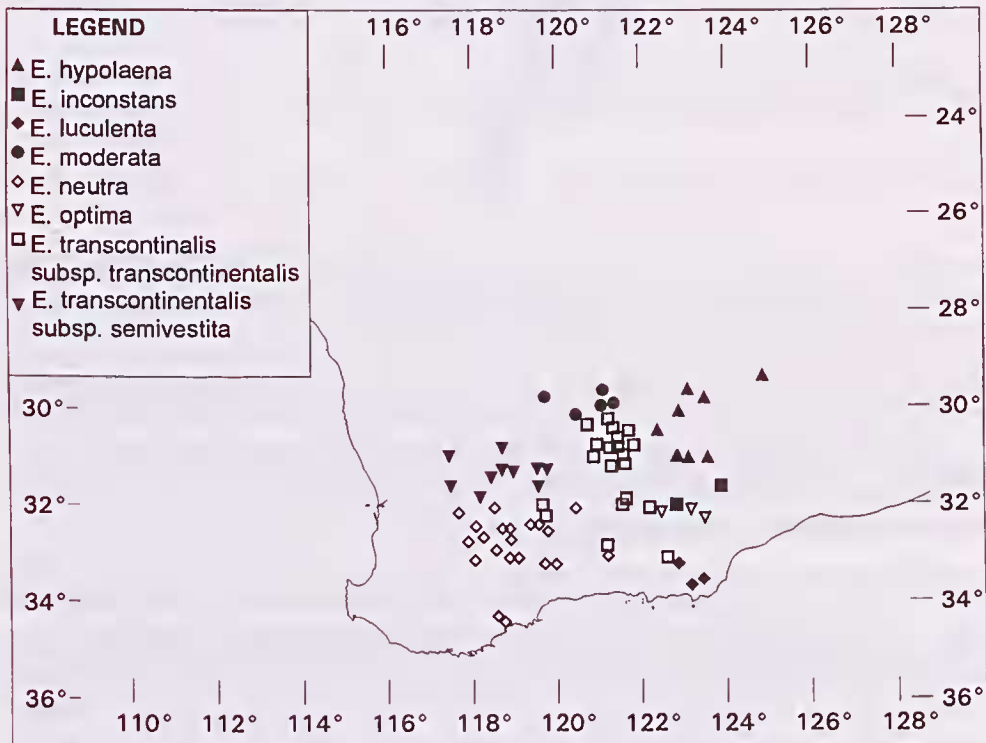 LEGEND
E. hypolaena
E. inconstans
E. luculenta
E. moderata
E. neutra
E. optima
E. transcontinalis
subsp. transcontinentalis
E. transcontinentalis
subsp. semivestita
116° 118° 120° 122° 124° 126° 128°
24°
26°
28°
30° 30°
32° 32°
34° 34°
36° 36°
110° 112° 114° 116° 118° 120° 122° 124° 126° 128°